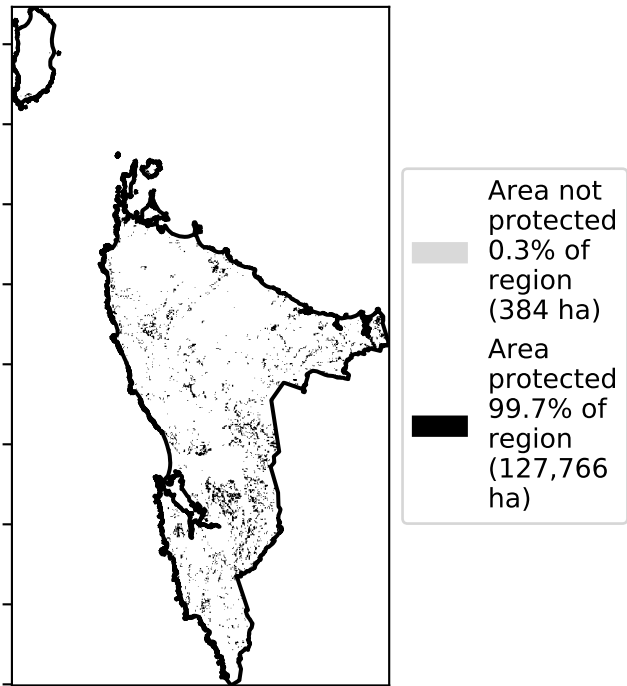 Area not
protected
0.3% of
region
(384 ha)
Area
protected
99.7% of
region
(127,766
ha)